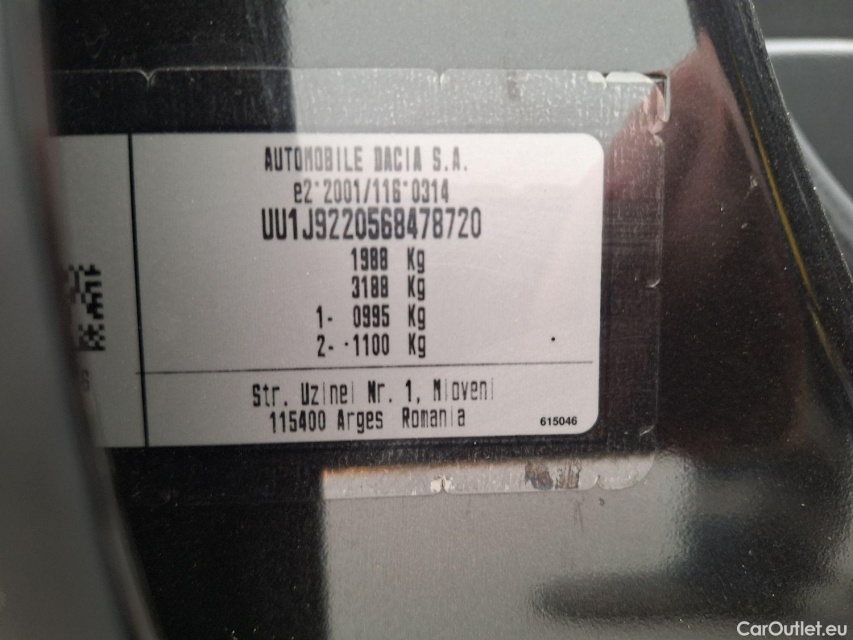 AUTOMOBILE DACIA S.A.
e2*2001/116*0314
UU1J9220568478720
1988 Kg
3188 Kg
1- 0995 Kg
2- 1100 Kg
Str. Uzinei Nr. 1, Mioveni
115400 Arges Romania
615046
CarOutlet.eu